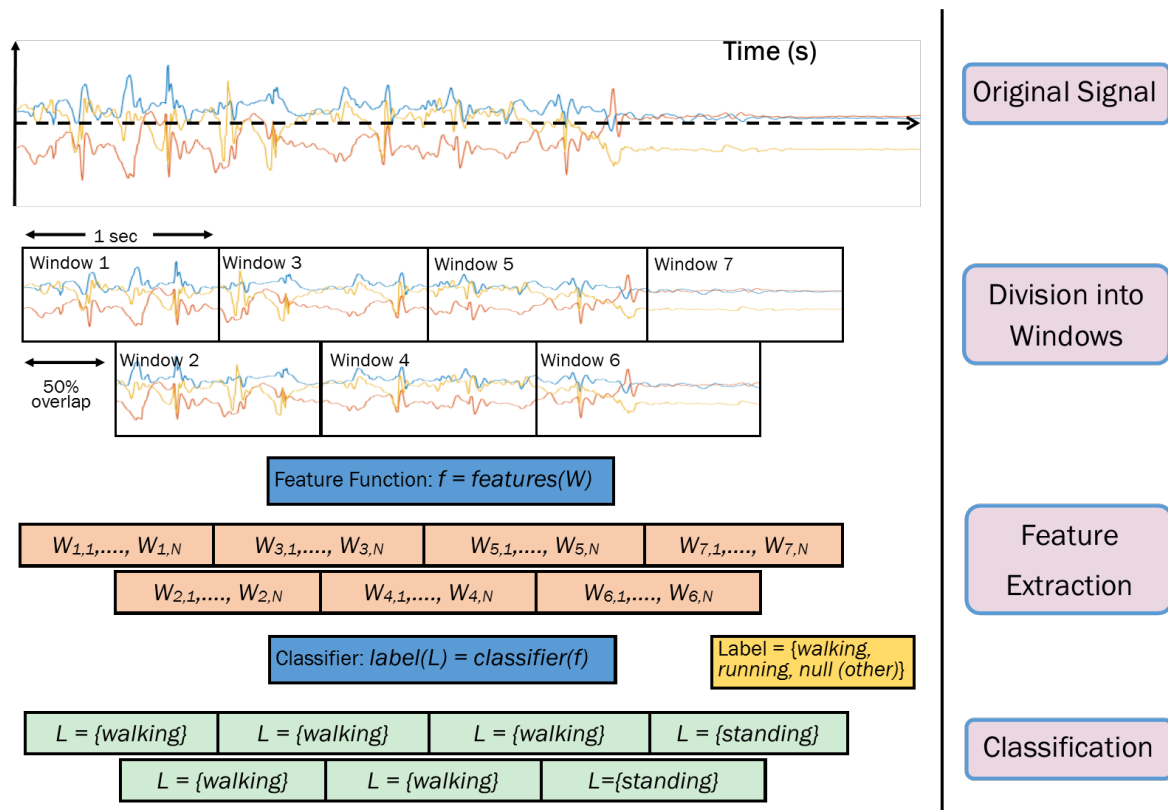 Time (s)
Original Signal
1 sec
Window 1
Window 3
Window 5
Window 7
Division into
Windows
Window 2
Window 4
Window 6
50%
overlap
Feature Function: f = features(W)
W1,1,...., W1,N
W3,1,...., W3,N
W5,1,...., W5,N
W7,1,...., W7,N
Feature
Extraction
W2,1,...., W2,N
W4,1,...., W4,N
W6,1,...., W6,N
Classifier: label(L) = classifier(f)
Label = {walking,
running, null (other)}
L = {walking}
L = {walking}
L = {walking}
L = {standing}
Classification
L = {walking}
L = {walking}
L={standing}